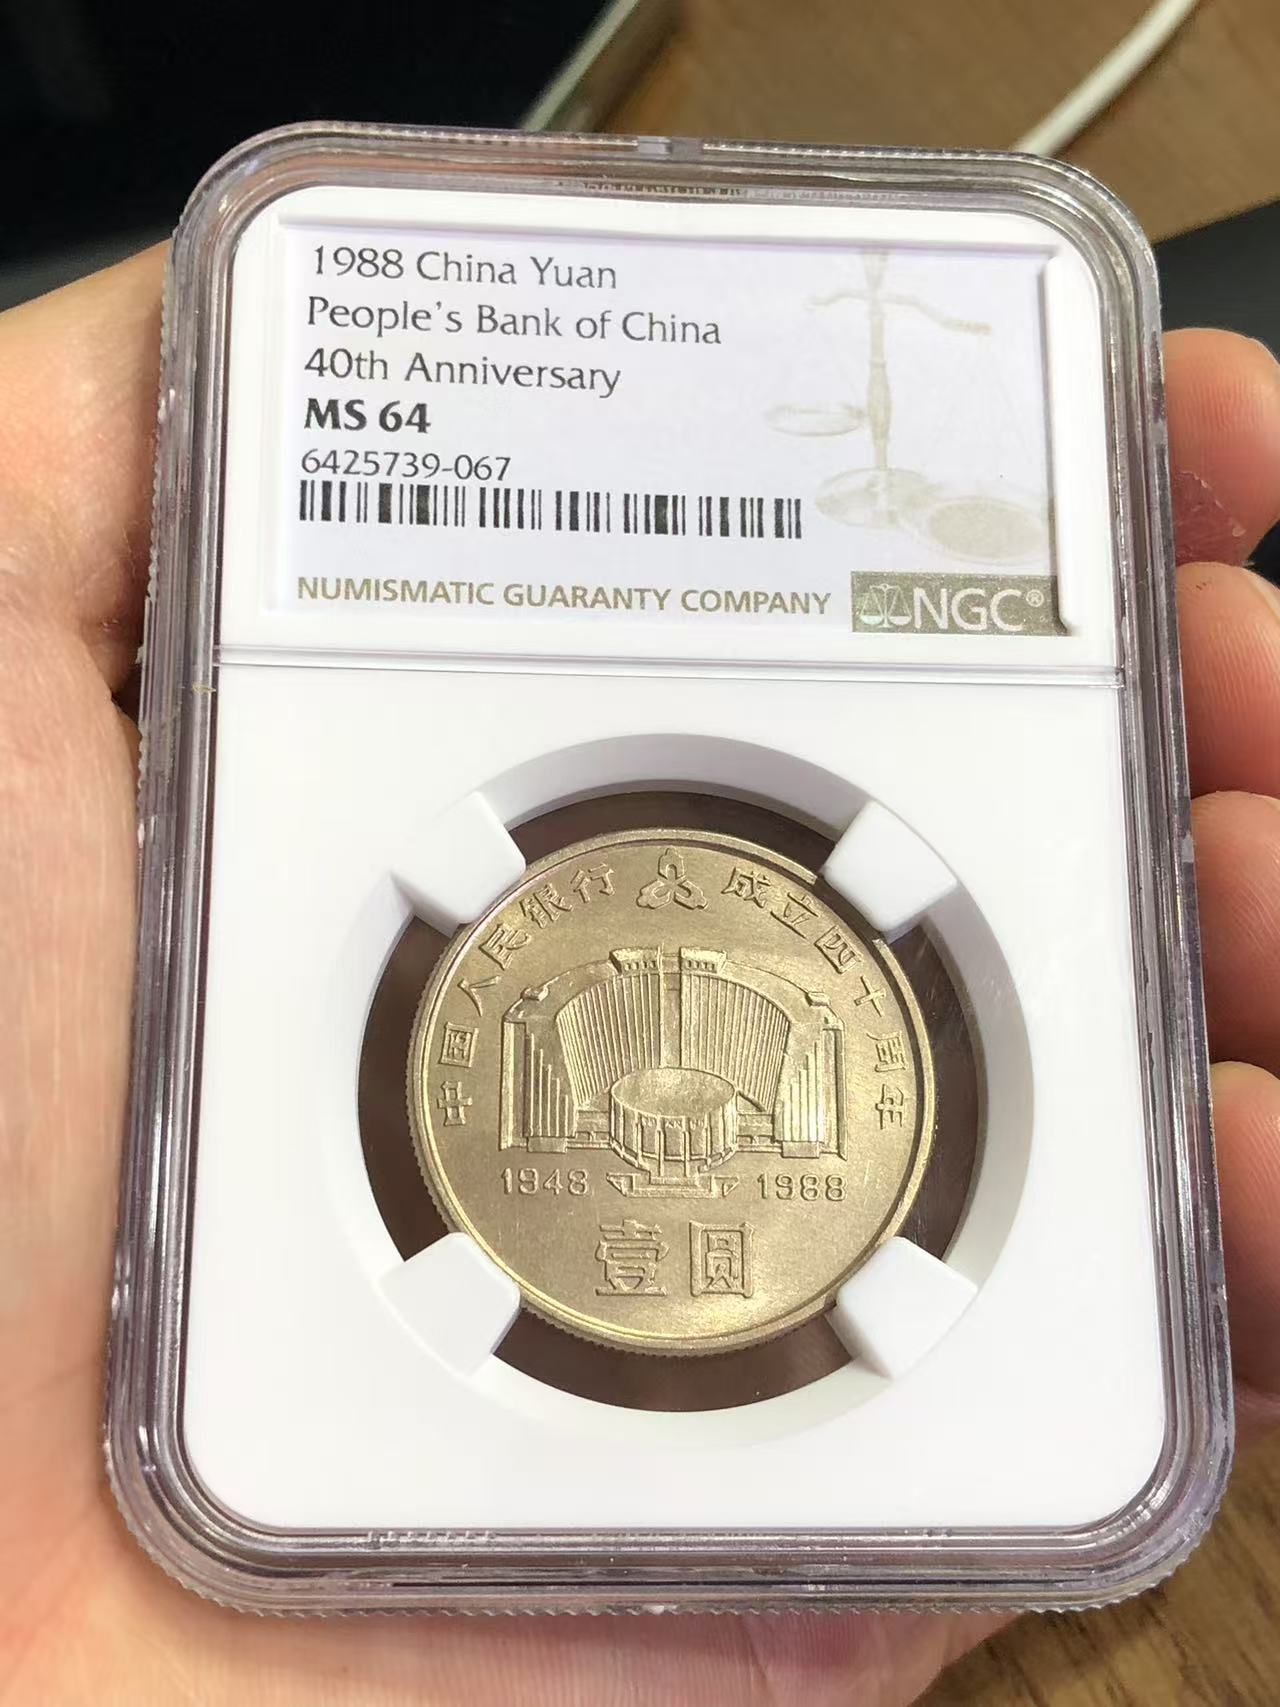 1988 China Yuan
People's Bank of China
40th Anniversary
MS 64
6425739-067
NUMISMATIC GUARANTY COMPANY
NGC®
中国人民银行 成立四十周年
1948 1988
壹圆